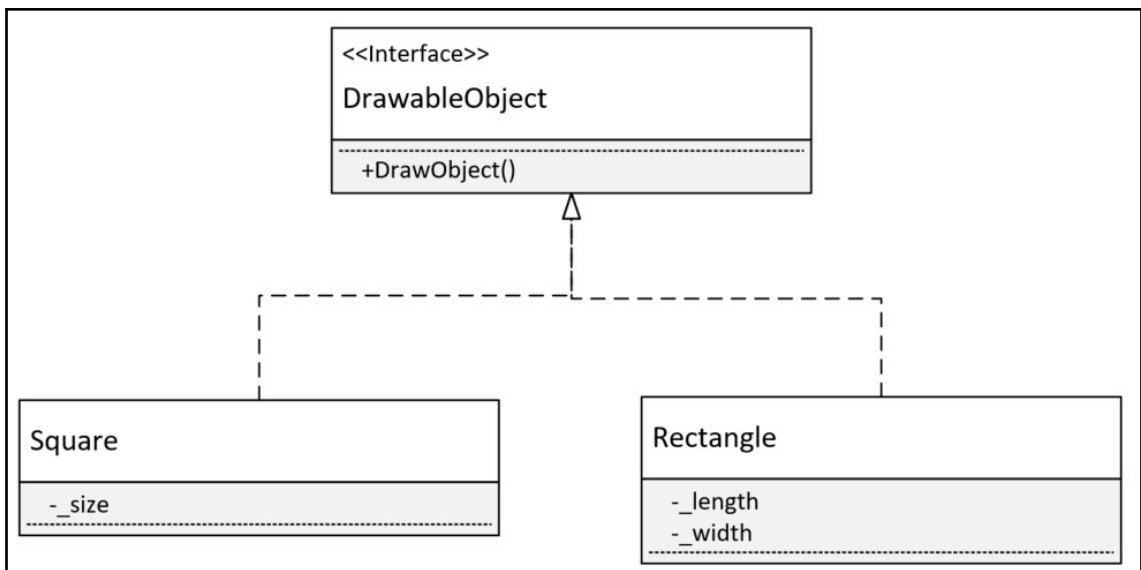 <<Interface>>
DrawableObject
+DrawObject()
Square
-_size
Rectangle
-_length
-_width